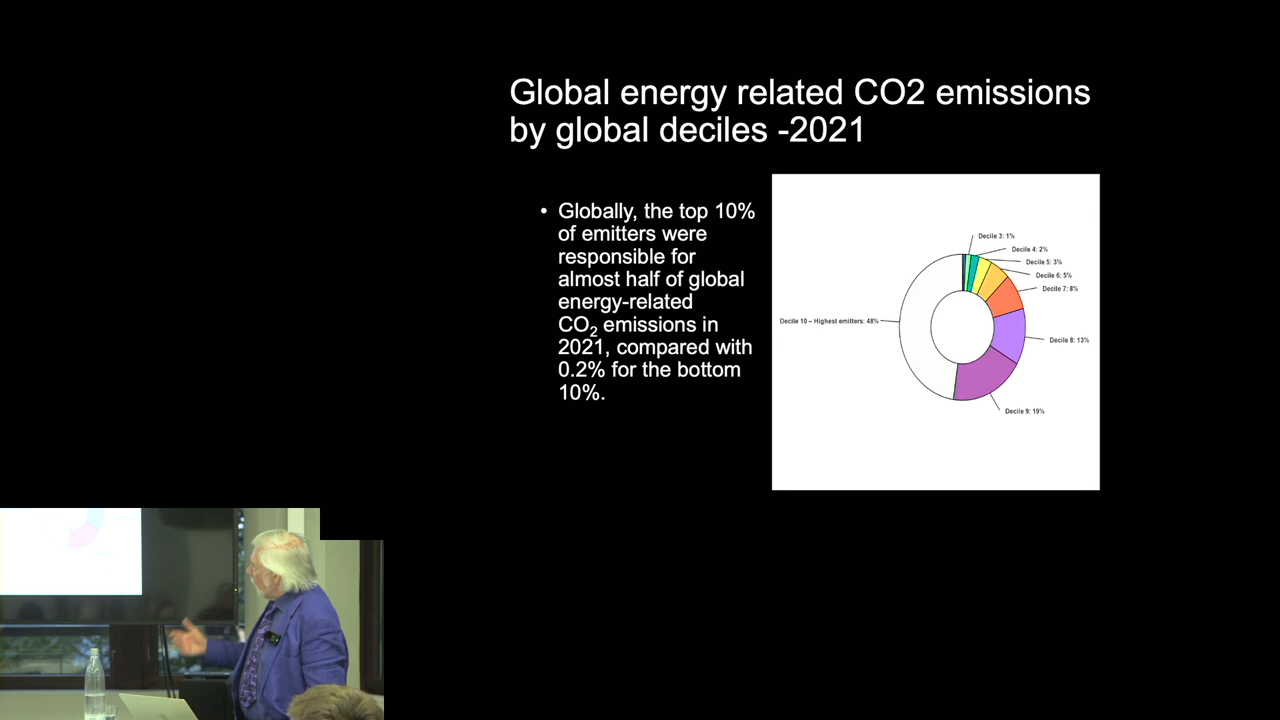 Global energy related CO2 emissions
by global deciles -2021
• Globally, the top 10%
of emitters were
responsible for
almost half of global
energy-related
CO₂ emissions in
2021, compared with
0.2% for the bottom
10%.
Decile 3: 1%
Decile 4: 2%
Decile 5: 3%
Decile 6: 5%
Decile 7: 8%
Decile 10 – Highest emitters: 48%
Decile 8: 13%
Decile 9: 19%